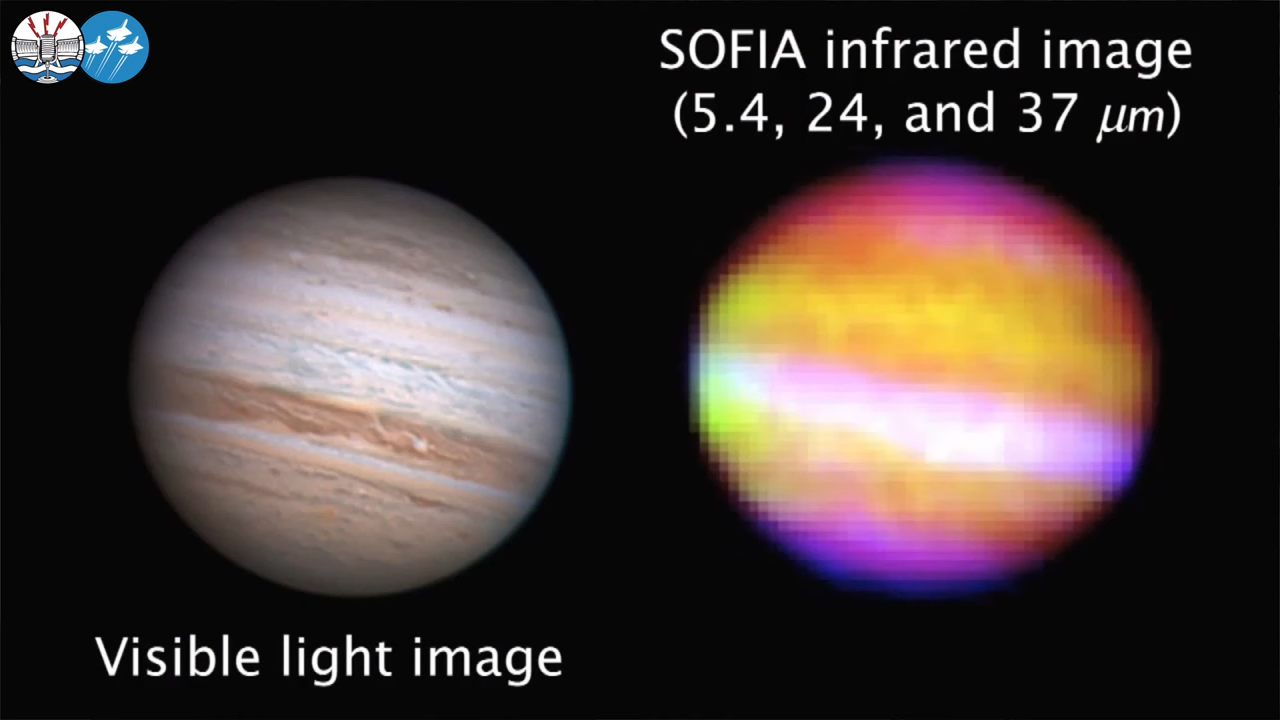 SOFIA infrared image
(5.4, 24, and 37 μm)
Visible light image